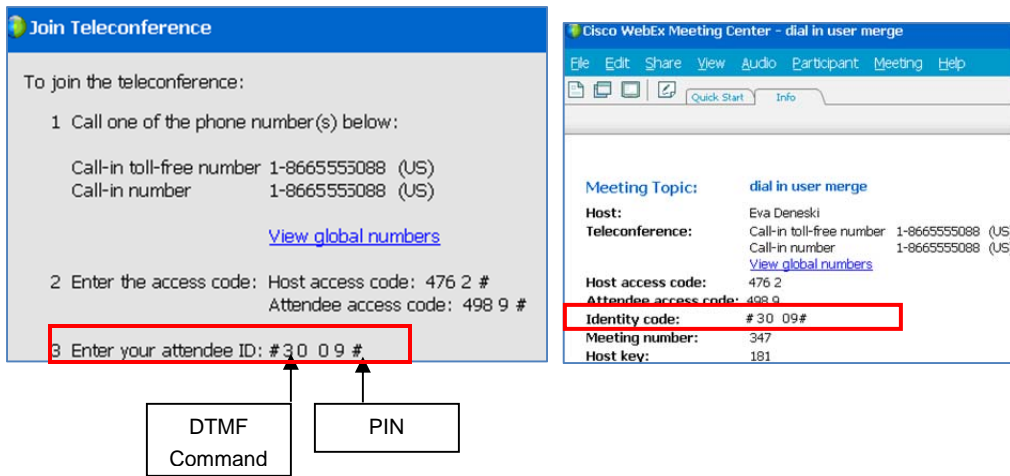 Join Teleconference
To join the teleconference:
1 Call one of the phone number(s) below:
Call-in toll-free number 1-8665555088 (US)
Call-in number 1-8665555088 (US)
View global numbers
2 Enter the access code: Host access code: 476 2 #
Attendee access code: 498 9 #
3 Enter your attendee ID: #30 09 #
DTMF
Command
PIN
Cisco WebEx Meeting Center - dial in user merge
File Edit Share View Audio Participant Meeting Help
Quick Start Info
Meeting Topic: dial in user merge
Host: Eva Deneski
Teleconference: Call-in toll-free number 1-8665555088 (US
Call-in number 1-8665555088 (US
View global numbers
Host access code: 476 2
Attendee access code: 498 9
Identity code: #30 09#
Meeting number: 347
Host key: 181